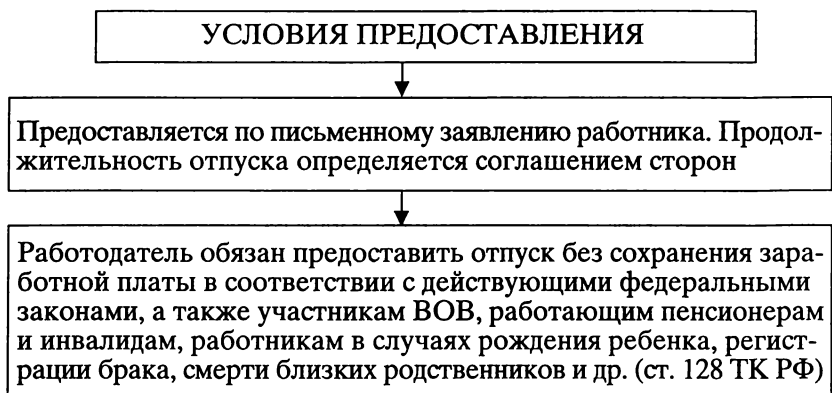 УСЛОВИЯ ПРЕДОСТАВЛЕНИЯ
Предоставляется по письменному заявлению работника. Продол-
жительность отпуска определяется соглашением сторон
Работодатель обязан предоставить отпуск без сохранения зара-
ботной платы в соответствии с действующими федеральными
законами, а также участникам ВОВ, работающим пенсионерам
и инвалидам, работникам в случаях рождения ребенка, регист-
рации брака, смерти близких родственников и др. (ст. 128 ТК РФ)